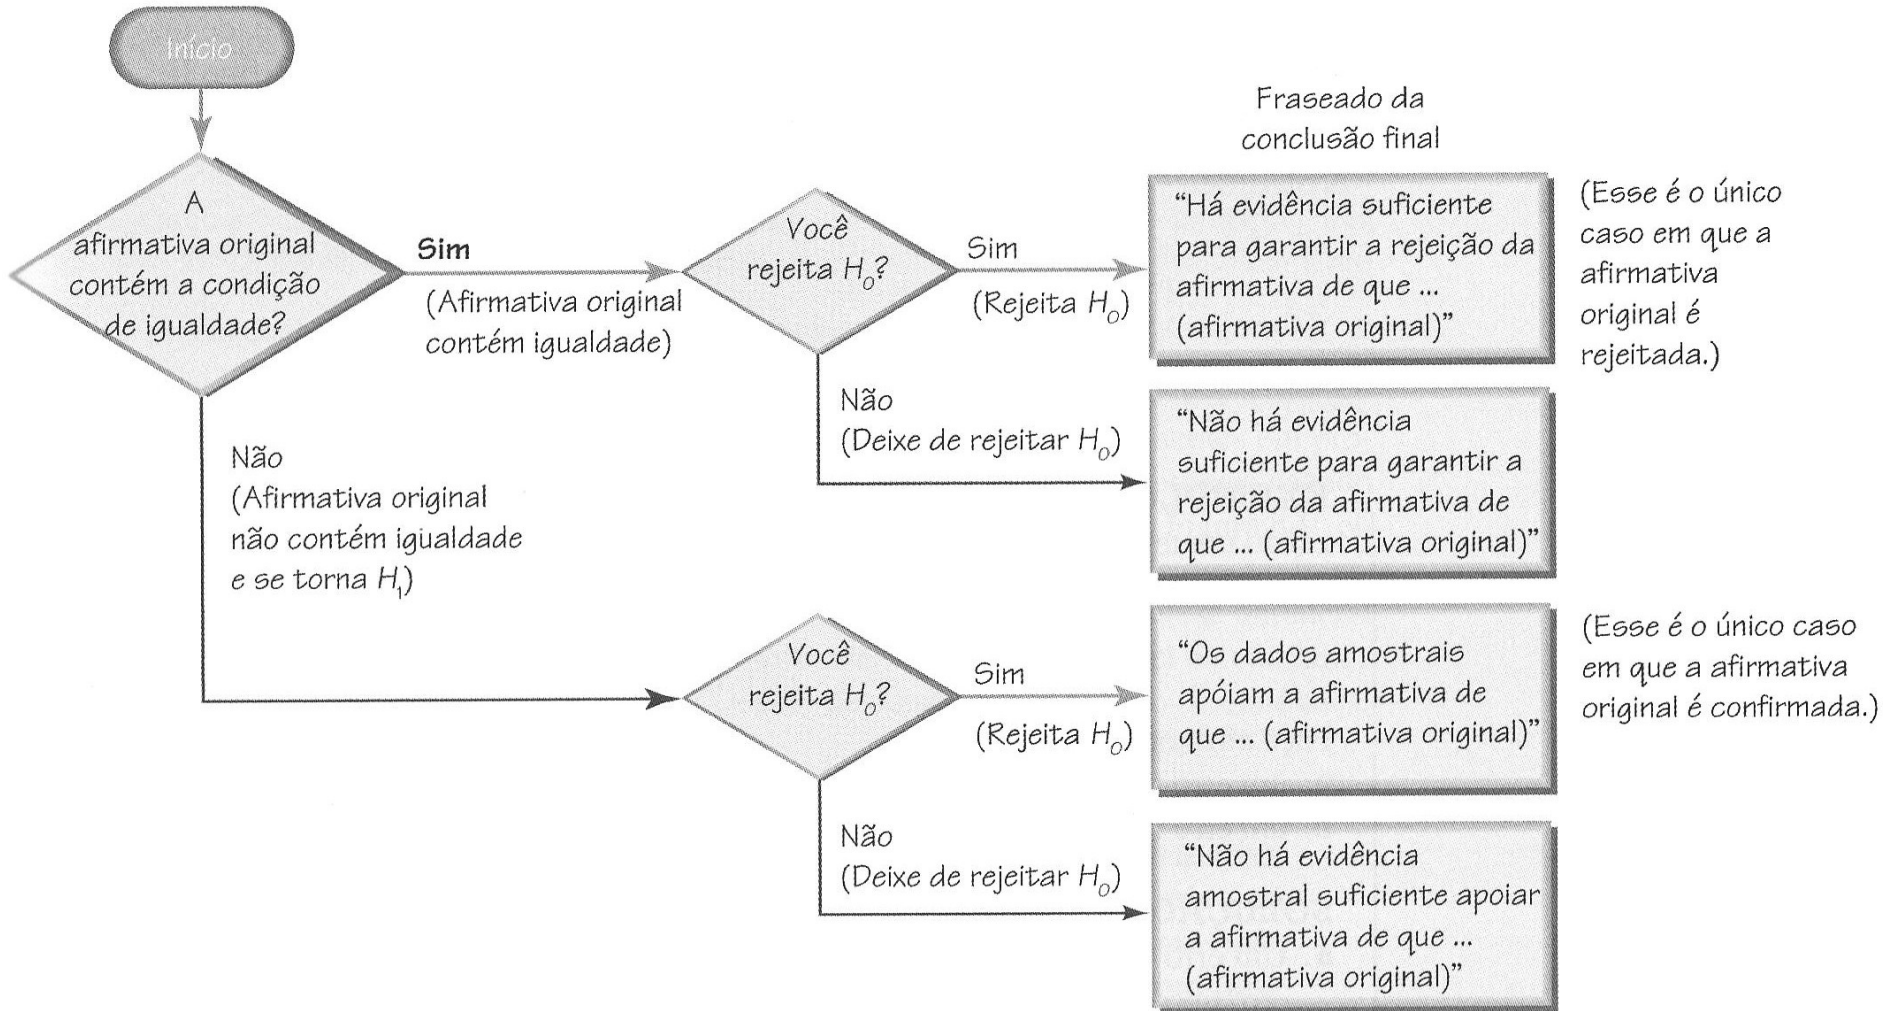 Início
A
afirmativa original
contém a condição
de igualdade?
Sim
(Afirmativa original
contém igualdade)
Você
rejeita H₀?
Sim
(Rejeita H₀)
Fraseado da
conclusão final
“Há evidência suficiente
para garantir a rejeição da
afirmativa de que ...
(afirmativa original)”
(Esse é o único
caso em que a
afirmativa
original é
rejeitada.)
Não
(Deixe de rejeitar H₀)
“Não há evidência
suficiente para garantir a
rejeição da afirmativa de
que ... (afirmativa original)”
Não
(Afirmativa original
não contém igualdade
e se torna H₁)
Você
rejeita H₀?
Sim
(Rejeita H₀)
“Os dados amostrais
apóiam a afirmativa de
que ... (afirmativa original)”
(Esse é o único caso
em que a afirmativa
original é confirmada.)
Não
(Deixe de rejeitar H₀)
“Não há evidência
amostral suficiente apoiar
a afirmativa de que ...
(afirmativa original)”